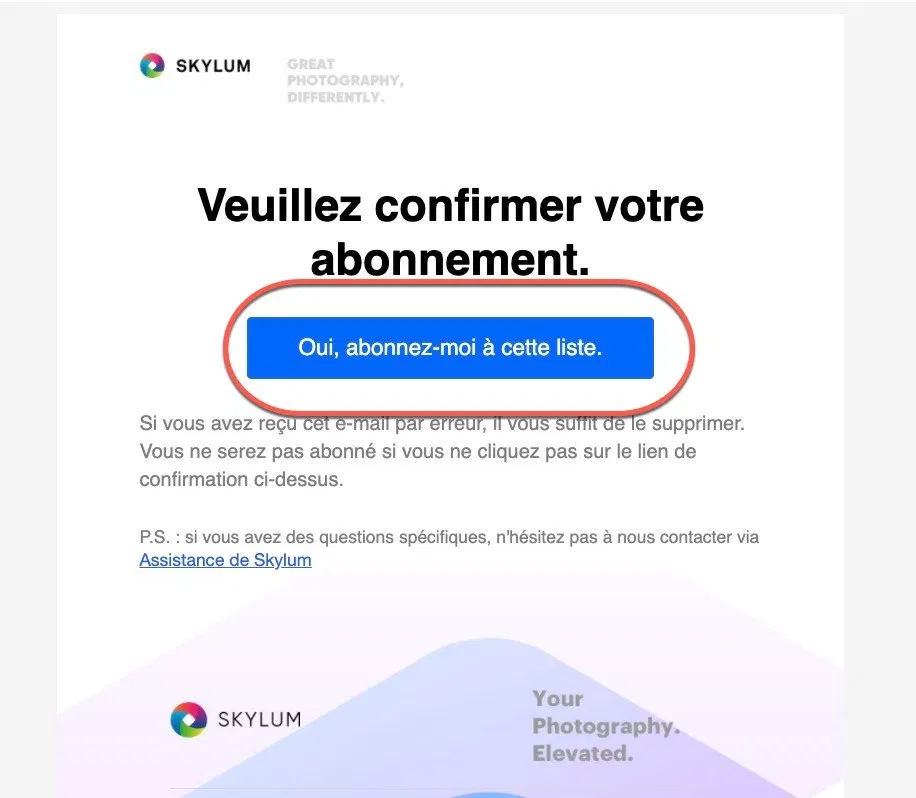 SKYLUM
GREAT
PHOTOGRAPHY,
DIFFERENTLY.
Veuillez confirmer votre
abonnement.
Oui, abonnez-moi à cette liste.
Si vous avez reçu cet e-mail par erreur, il vous suffit de le supprimer.
Vous ne serez pas abonné si vous ne cliquez pas sur le lien de
confirmation ci-dessus.
P.S. : si vous avez des questions spécifiques, n'hésitez pas à nous contacter via
Assistance de Skylum
SKYLUM
Your
Photography.
Elevated.